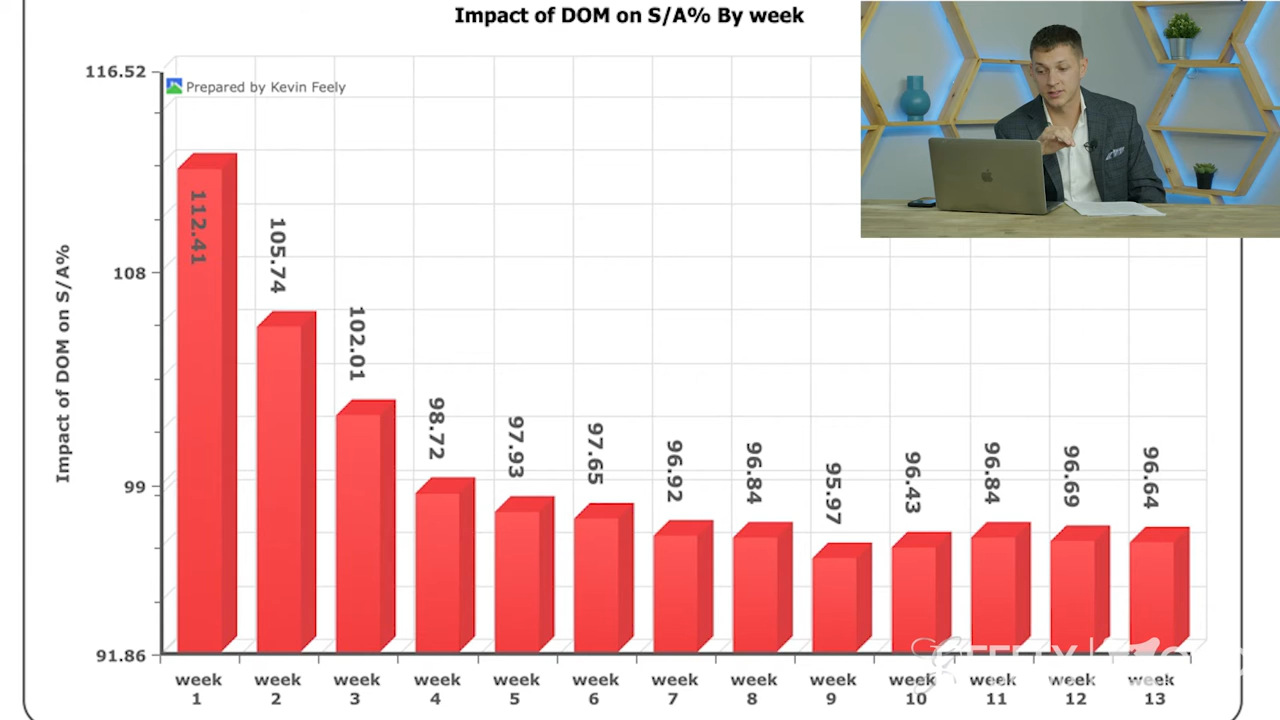 Impact of DOM on S/A% By week
Prepared by Kevin Feely
Impact of DOM on S/A%
116.52
108
99
91.86
112.41
105.74
102.01
98.72
97.93
97.65
96.92
96.84
95.97
96.43
96.84
96.69
96.64
week 1
week 2
week 3
week 4
week 5
week 6
week 7
week 8
week 9
week 10
week 11
week 12
week 13